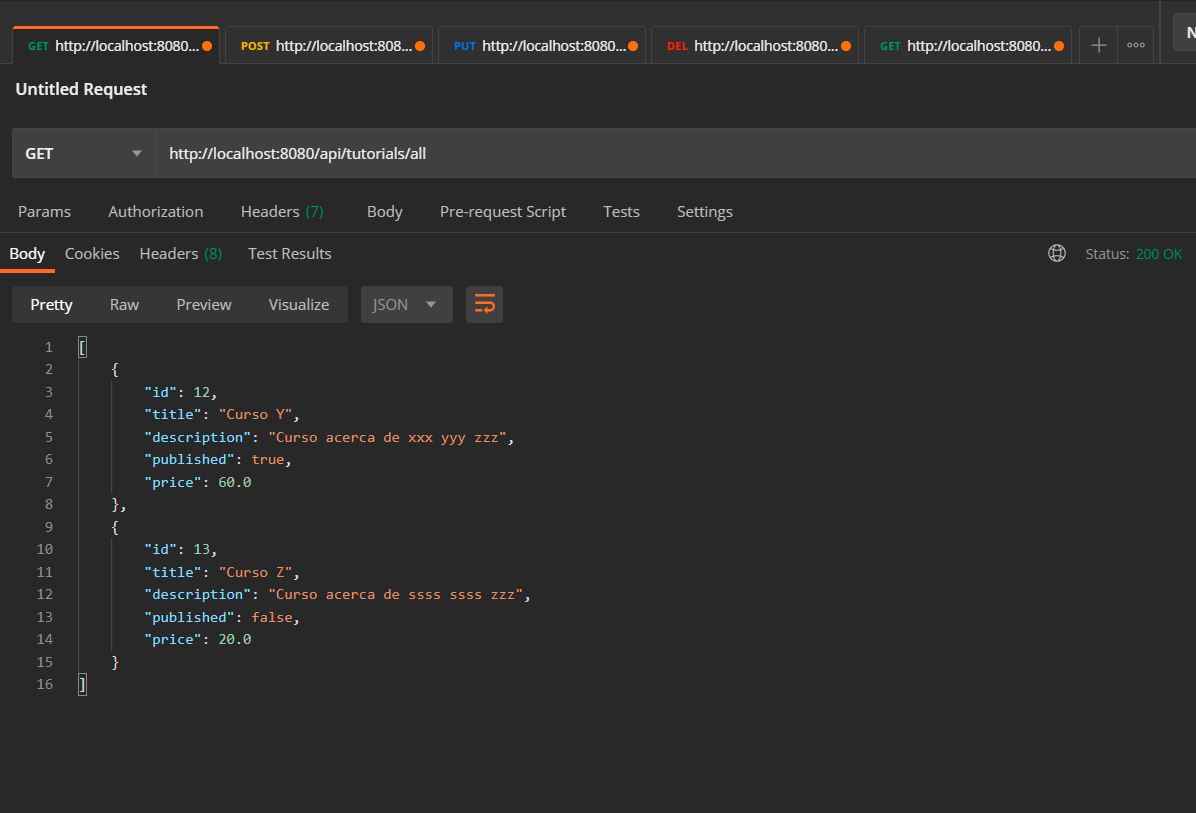 GET http://localhost:8080... POST http://localhost:808... PUT http://localhost:8080... DEL http://localhost:8080... GET http://localhost:8080... N
Untitled Request
GET http://localhost:8080/api/tutorials/all
Params Authorization Headers (7) Body Pre-request Script Tests Settings
Body Cookies Headers (8) Test Results Status: 200 OK
Pretty Raw Preview Visualize JSON
1 [
2 {
3 "id": 12,
4 "title": "Curso Y",
5 "description": "Curso acerca de xxx yyy zzz",
6 "published": true,
7 "price": 60.0
8 },
9 {
10 "id": 13,
11 "title": "Curso Z",
12 "description": "Curso acerca de ssss ssss zzz",
13 "published": false,
14 "price": 20.0
15 }
16 ]